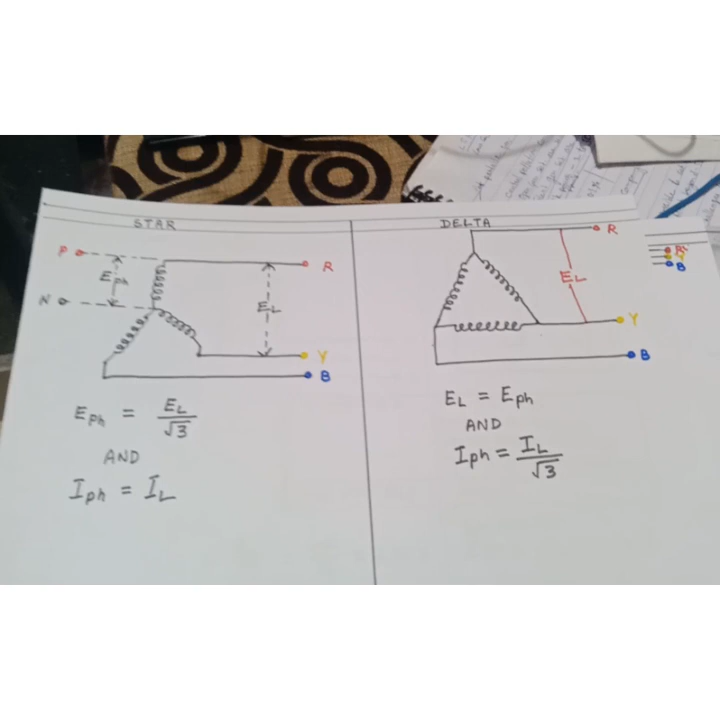 STAR
P
R
Eph
EL
N
Y
B
Eph = EL/√3
AND
Iph = IL
DELTA
R
EL
Y
B
EL = Eph
AND
Iph = IL/√3
R
Y
B